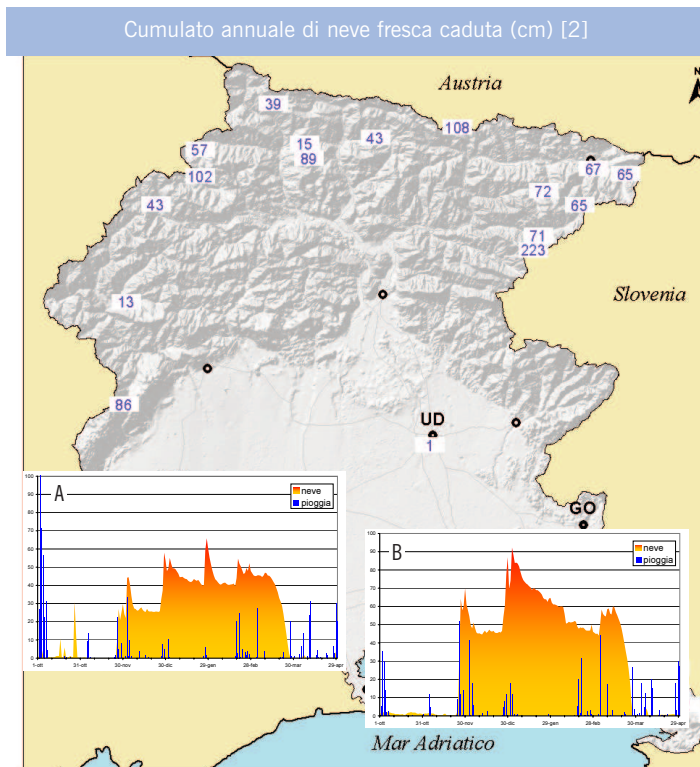 Cumulato annuale di neve fresca caduta (cm) [2]
Austria
N
39
108
43
15
57
89
67
65
102
72
43
65
71
223
Slovenia
13
86
UD
1
GO
A
neve
pioggia
100
90
80
70
60
50
40
30
20
10
0
1-ott 31-ott 30-nov 30-dic 29-gen 28-feb 30-mar 29-apr
B
neve
pioggia
100
90
80
70
60
50
40
30
20
10
0
1-ott 31-ott 30-nov 30-dic 29-gen 28-feb 30-mar 29-apr
Mar Adriatico